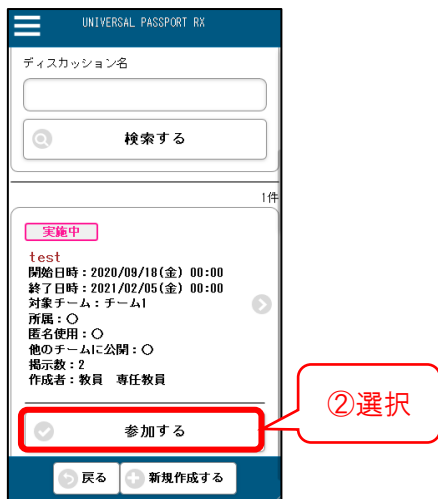 UNIVERSAL PASSPORT RX
ディスカッション名
検索する
1件
実施中
test
開始日時：2020/09/18(金) 00:00
終了日時：2021/02/05(金) 00:00
対象チーム：チーム1
所属：○
匿名使用：○
他のチームに公開：○
掲示数：2
作成者：教員　専任教員
参加する
②選択
戻る
新規作成する